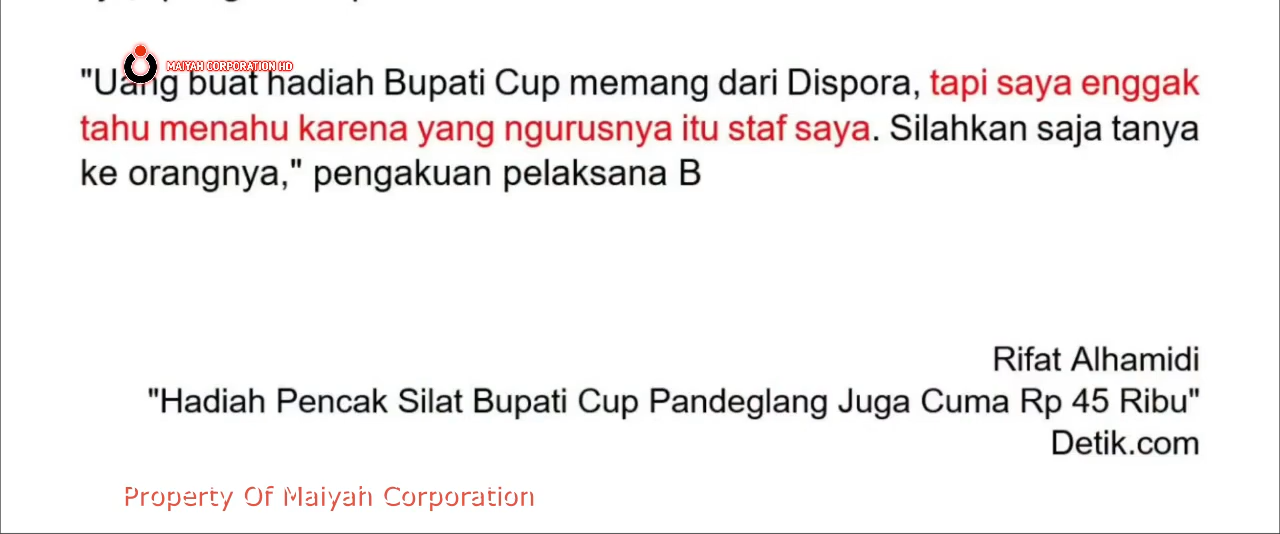 MAIYAH CORPORATION HD
"Uang buat hadiah Bupati Cup memang dari Dispora, tapi saya enggak
tahu menahu karena yang ngurusnya itu staf saya. Silahkan saja tanya
ke orangnya," pengakuan pelaksana B
Rifat Alhamidi
"Hadiah Pencak Silat Bupati Cup Pandeglang Juga Cuma Rp 45 Ribu"
Detik.com
Property Of Maiyah Corporation